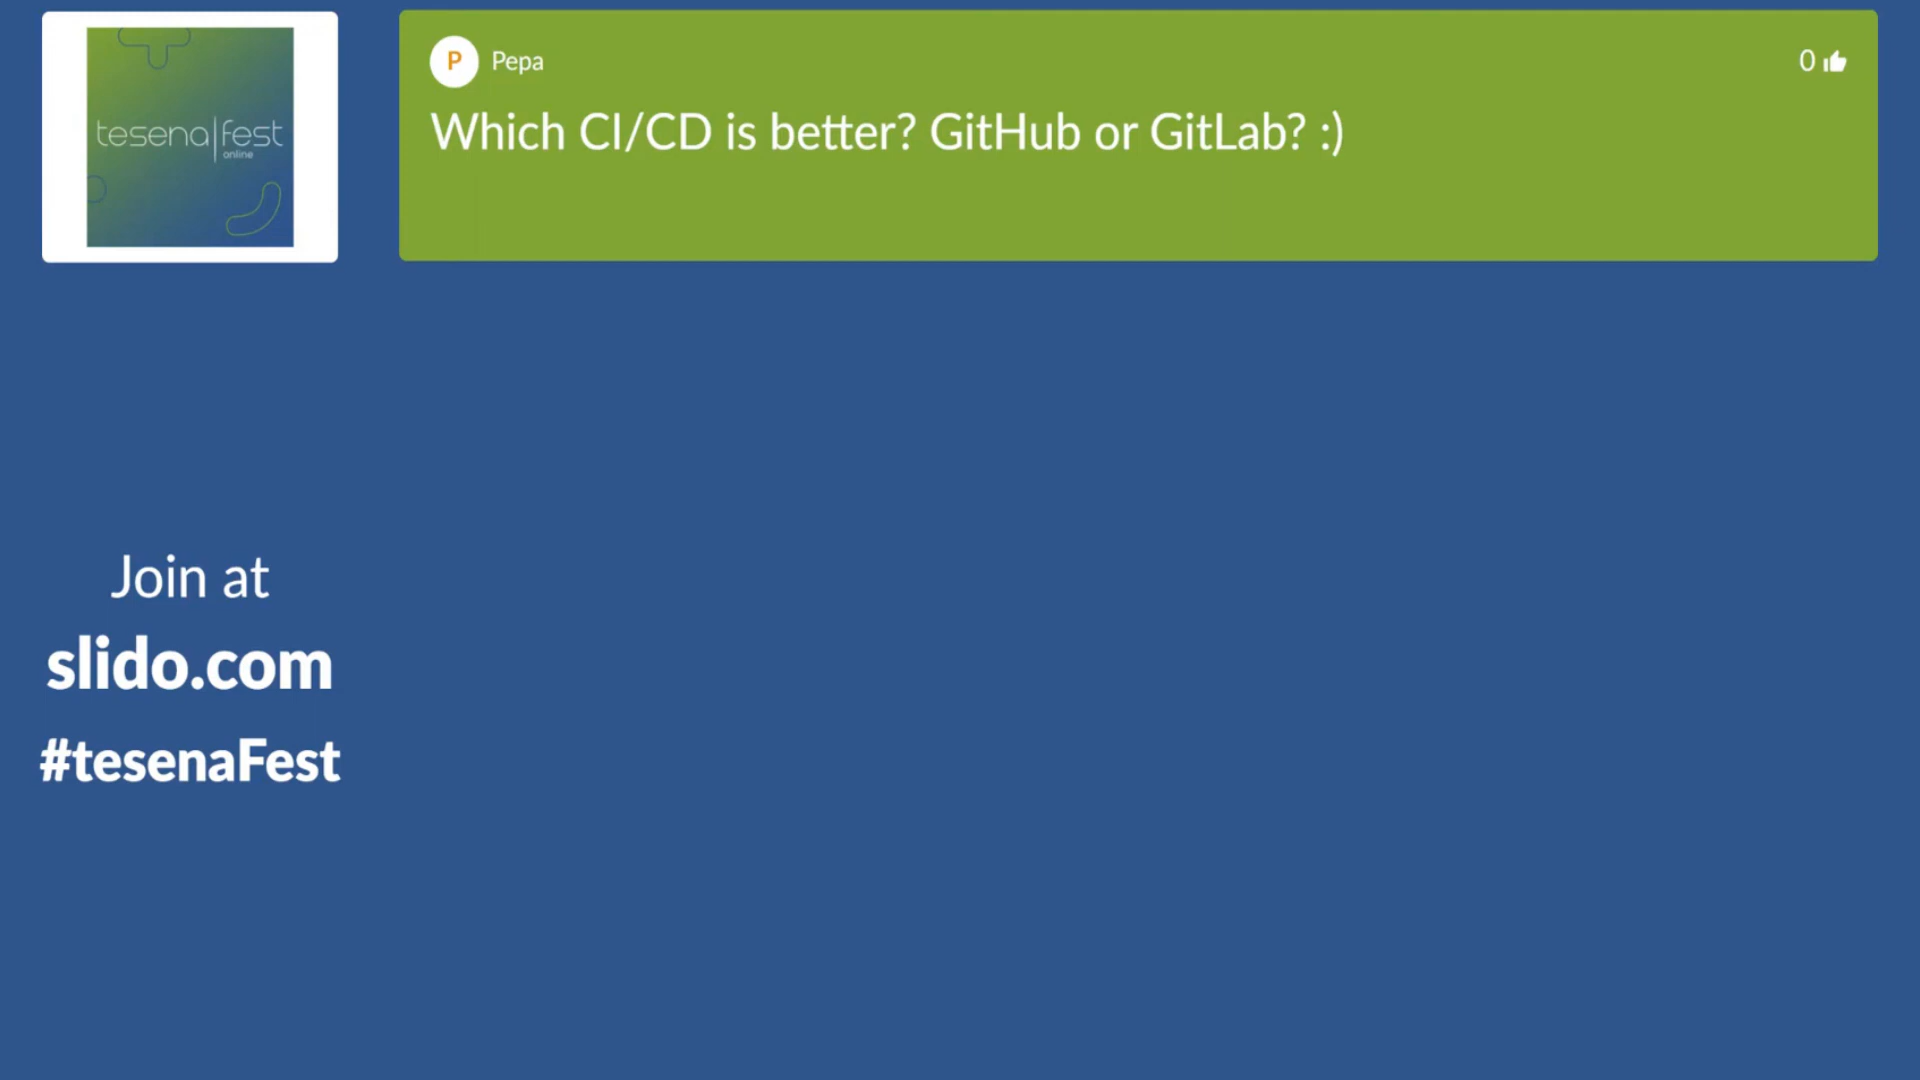 tesena|fest
online
P Pepa
0
Which CI/CD is better? GitHub or GitLab? :)
Join at
slido.com
#tesenaFest